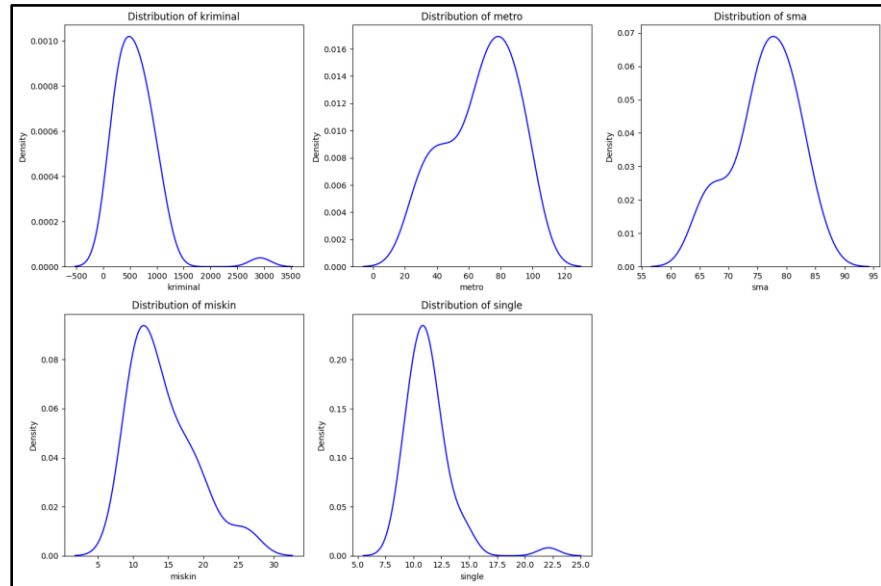 Distribution of kriminal
Density
0.0010
0.0008
0.0006
0.0004
0.0002
0.0000
−500 0 500 1000 1500 2000 2500 3000 3500
kriminal
Distribution of metro
Density
0.016
0.014
0.012
0.010
0.008
0.006
0.004
0.002
0.000
0 20 40 60 80 100 120
metro
Distribution of sma
Density
0.07
0.06
0.05
0.04
0.03
0.02
0.01
0.00
55 60 65 70 75 80 85 90 95
sma
Distribution of miskin
Density
0.08
0.06
0.04
0.02
0.00
5 10 15 20 25 30
miskin
Distribution of single
Density
0.20
0.15
0.10
0.05
0.00
5.0 7.5 10.0 12.5 15.0 17.5 20.0 22.5 25.0
single